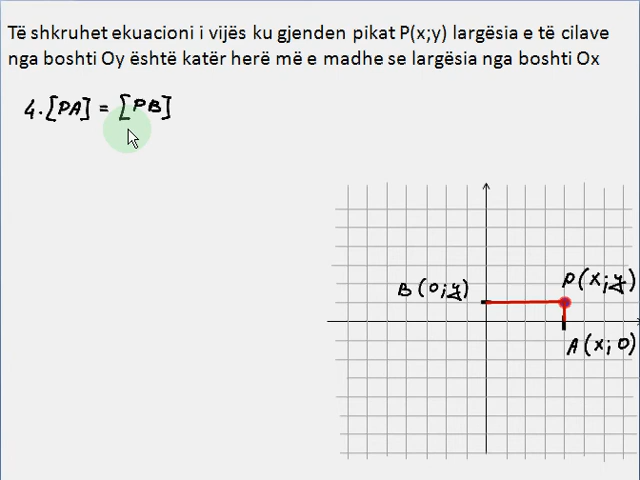 Të shkruhet ekuacioni i vijës ku gjenden pikat P(x;y) largësia e të cilave
nga boshti Oy është katër herë më e madhe se largësia nga boshti Ox
4.[PA] = [PB]
P(x;y)
B(0;y)
A(x;0)